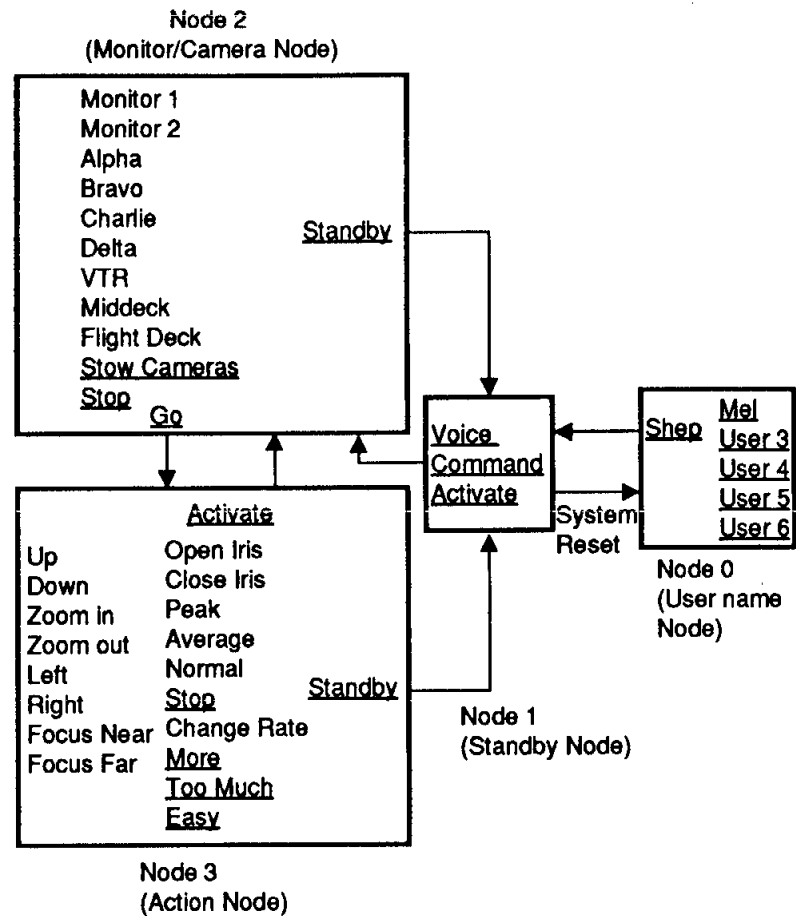 Node 2
(Monitor/Camera Node)
Monitor 1
Monitor 2
Alpha
Bravo
Charlie
Delta
VTR
Middeck
Flight Deck
Stow Cameras
Stop
Go
Standby
Voice
Command
Activate
System
Reset
Shep
Mel
User 3
User 4
User 5
User 6
Node 0
(User name
Node)
Node 1
(Standby Node)
Activate
Up
Down
Zoom in
Zoom out
Left
Right
Focus Near
Focus Far
Open Iris
Close Iris
Peak
Average
Normal
Stop
Change Rate
More
Too Much
Easy
Standby
Node 3
(Action Node)